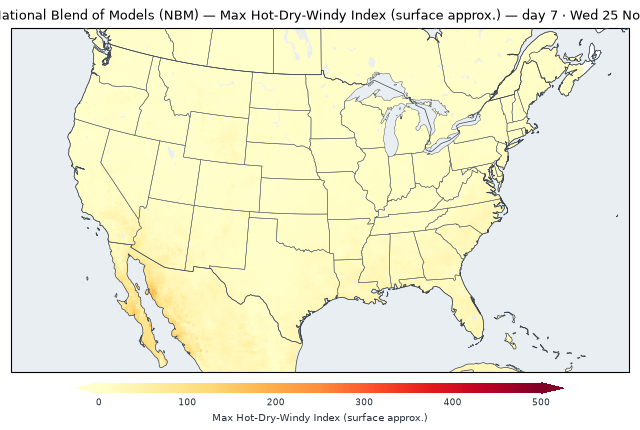 National Blend of Models (NBM) — Max Hot-Dry-Windy Index (surface approx.) — day 7 · Wed 25 No
0 100 200 300 400 500
Max Hot-Dry-Windy Index (surface approx.)